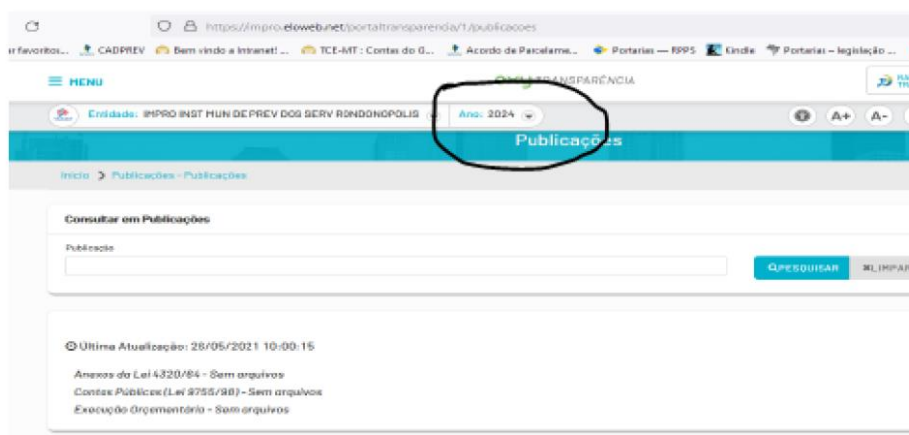 https://impro.eloweb.net/portaltransparencia/1/publicacoes
CADPREV Bem vindo a Intranet! ... TCE-MT : Contas do G... Acordo de Parcelame... Portarias — RPPS Kindle Portarias – legislação ...
MENU
OXY TRANSPARÊNCIA
Entidade: IMPRO INST MUN DE PREV DOS SERV RONDONOPOLIS Ano: 2024 A+ A-
Publicações
Início > Publicações - Publicações
Consultar em Publicações
Publicação
PESQUISAR LIMPAR
Última Atualização: 26/05/2021 10:00:15
Anexos da Lei 4320/64 - Sem arquivos
Contas Públicas (Lei 9755/98) - Sem arquivos
Execução Orçamentária - Sem arquivos